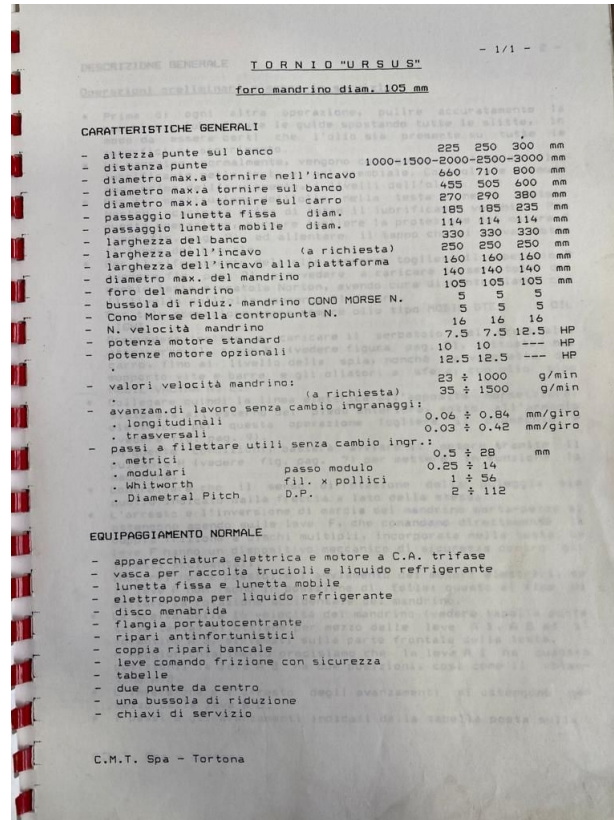 - 1/1 -
TORNIO "URSUS"
foro mandrino diam. 105 mm
CARATTERISTICHE GENERALI
- altezza punte sul banco 225 250 300 mm
- distanza punte 1000-1500-2000-2500-3000 mm
- diametro max.a tornire nell'incavo 660 710 800 mm
- diametro max.a tornire sul banco 455 505 600 mm
- diametro max.a tornire sul carro 270 290 380 mm
- passaggio lunetta fissa diam. 185 185 235 mm
- passaggio lunetta mobile diam. 114 114 114 mm
- larghezza del banco 330 330 330 mm
- larghezza dell'incavo (a richiesta) 250 250 250 mm
- larghezza dell'incavo alla piattaforma 160 160 160 mm
- diametro max. del mandrino 140 140 140 mm
- foro del mandrino 105 105 105 mm
- bussola di riduz. mandrino CONO MORSE N. 5 5 5
- Cono Morse della contropunta N. 5 5 5
- N. velocità mandrino 16 16 16
- potenza motore standard 7.5 7.5 12.5 HP
- potenze motore opzionali 10 10 --- HP
. 12.5 12.5 --- HP
- valori velocità mandrino: 23 ÷ 1000 g/min
. (a richiesta) 35 ÷ 1500 g/min
- avanzam.di lavoro senza cambio ingranaggi:
. longitudinali 0.06 ÷ 0.84 mm/giro
. trasversali 0.03 ÷ 0.42 mm/giro
- passi a filettare utili senza cambio ingr.:
. metrici 0.5 ÷ 28 mm
. modulari passo modulo 0.25 ÷ 14
. Whitworth fil. x pollici 1 ÷ 56
. Diametral Pitch D.P. 2 ÷ 112
EQUIPAGGIAMENTO NORMALE
- apparecchiatura elettrica e motore a C.A. trifase
- vasca per raccolta trucioli e liquido refrigerante
- lunetta fissa e lunetta mobile
- elettropompa per liquido refrigerante
- disco menabrida
- flangia portautocentrante
- ripari antinfortunistici
- coppia ripari bancale
- leve comando frizione con sicurezza
- tabelle
- due punte da centro
- una bussola di riduzione
- chiavi di servizio
C.M.T. Spa - Tortona